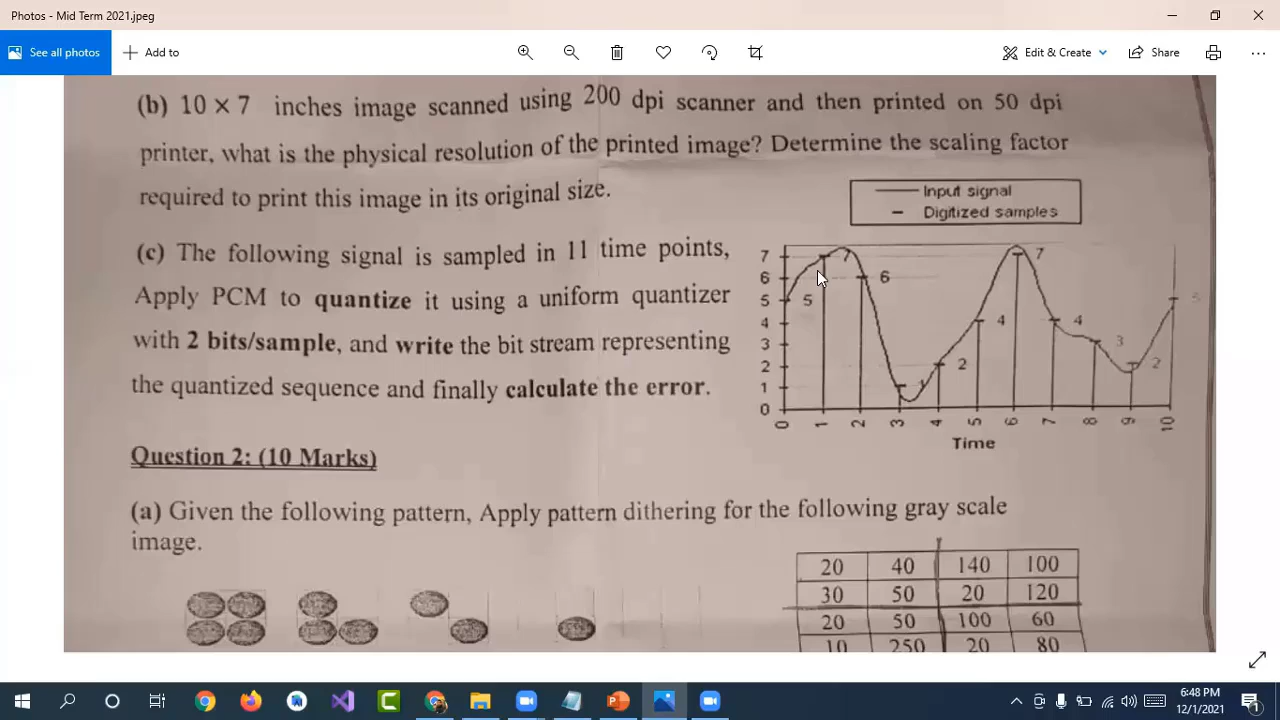 Photos - Mid Term 2021.jpeg
See all photos
Add to
Edit & Create
Share
(b) 10 × 7 inches image scanned using 200 dpi scanner and then printed on 50 dpi
printer, what is the physical resolution of the printed image? Determine the scaling factor
required to print this image in its original size.
Input signal
Digitized samples
(c) The following signal is sampled in 11 time points,
Apply PCM to quantize it using a uniform quantizer
with 2 bits/sample, and write the bit stream representing
the quantized sequence and finally calculate the error.
7
6
5
4
3
2
1
0
5
7
6
1
2
4
7
4
3
2
5
0 1 2 3 4 5 6 7 8 9 10
Time
Question 2: (10 Marks)
(a) Given the following pattern, Apply pattern dithering for the following gray scale
image.
20 40 140 100
30 50 20 120
20 50 100 60
10 250 20 80
6:48 PM
12/1/2021
1